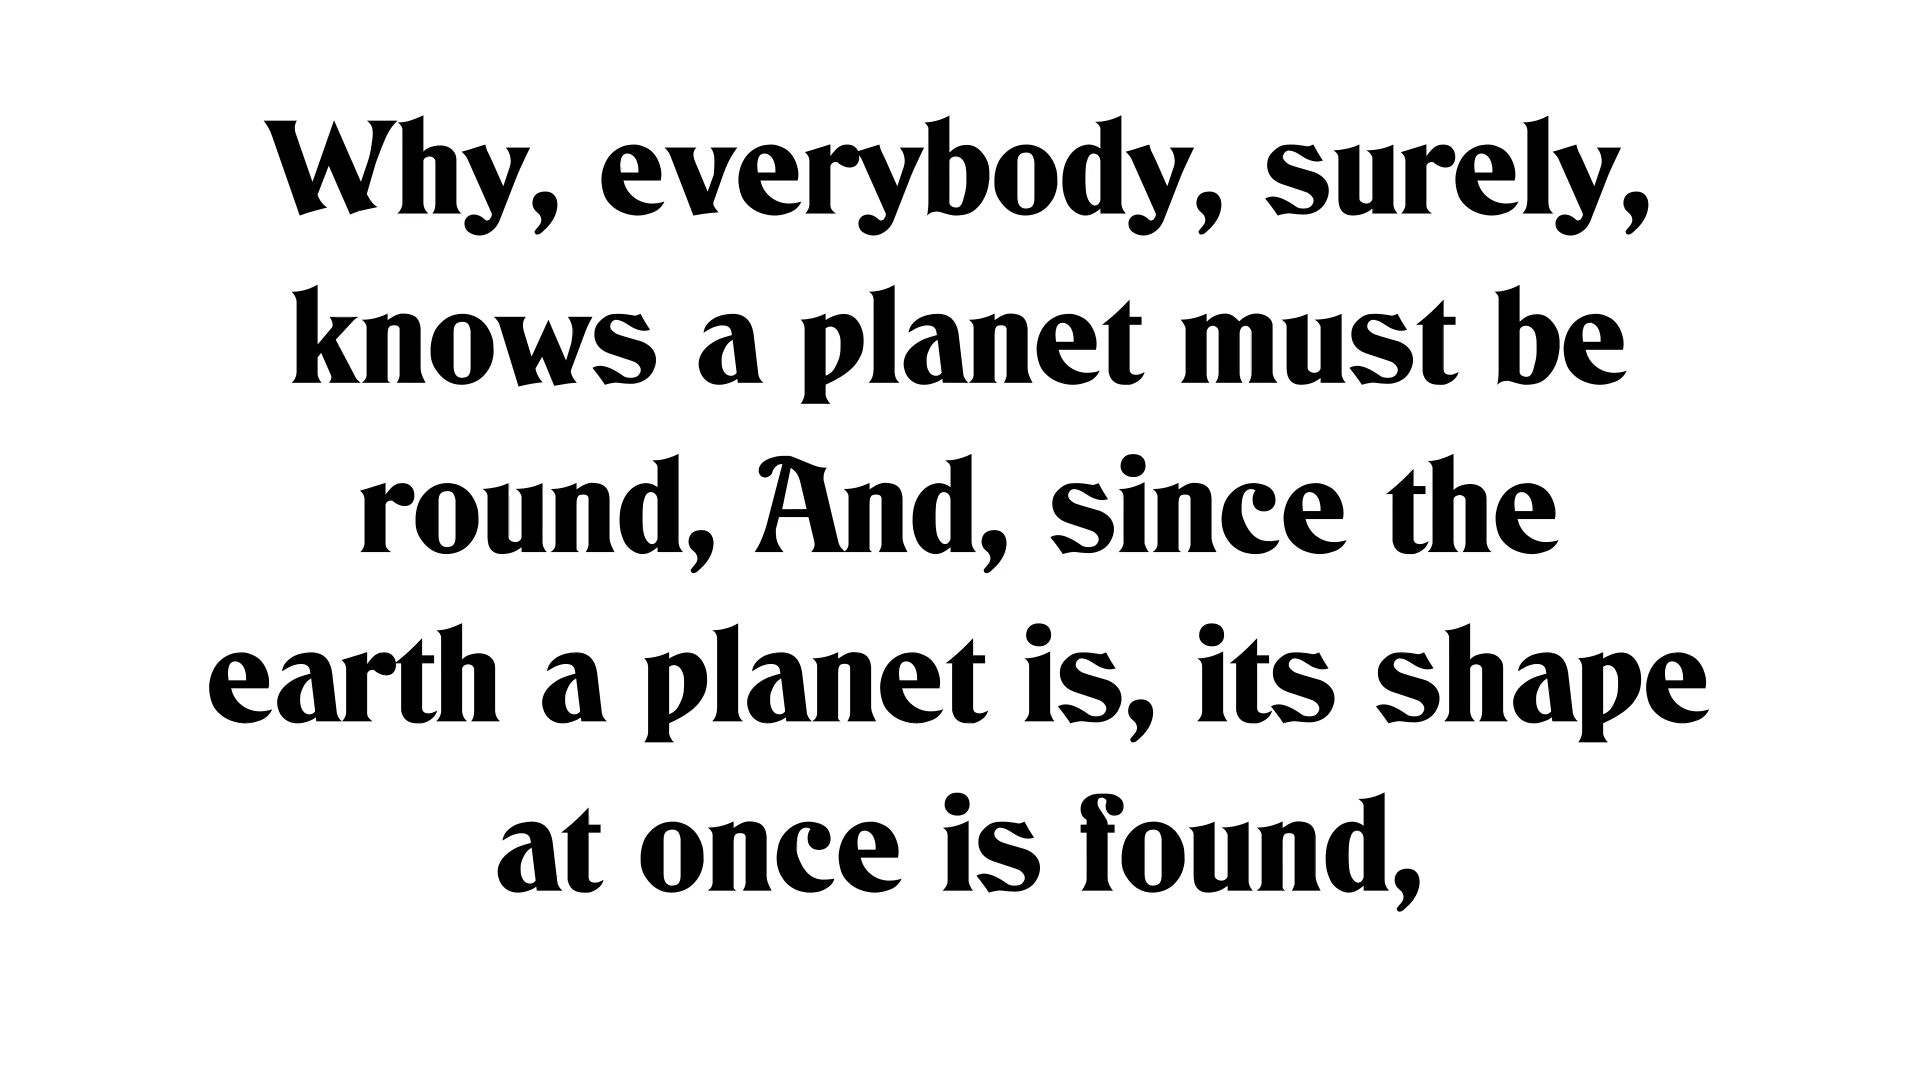 Why, everybody, surely,
knows a planet must be
round, And, since the
earth a planet is, its shape
at once is found,